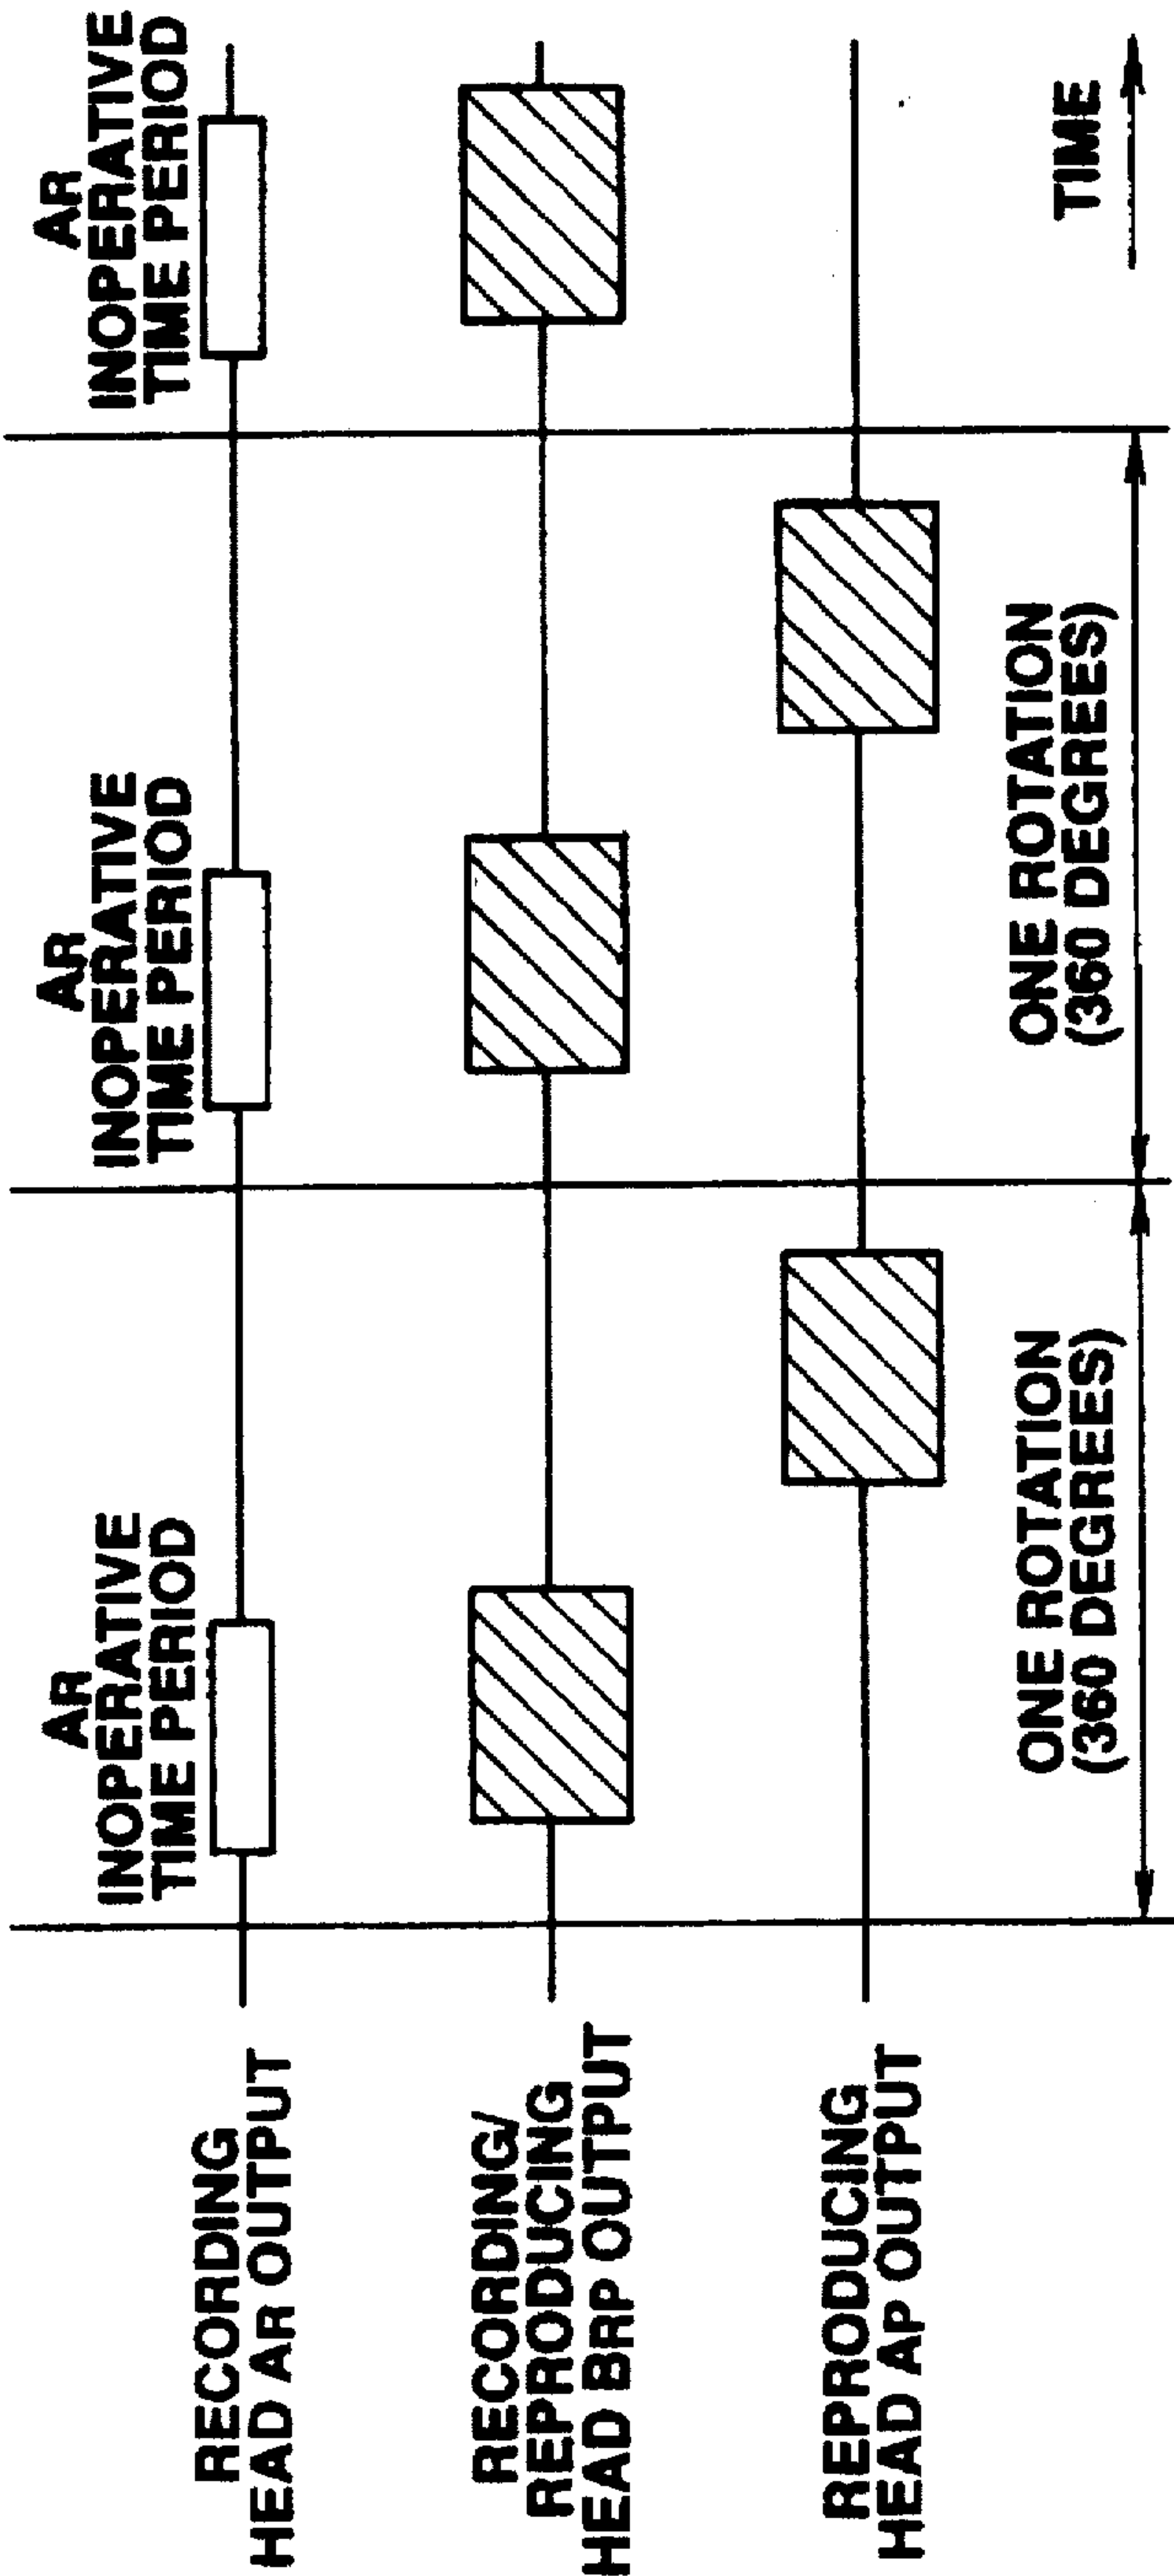 AR
INOPERATIVE
TIME PERIOD
AR
INOPERATIVE
TIME PERIOD
AR
INOPERATIVE
TIME PERIOD
RECORDING
HEAD AR OUTPUT
RECORDING/
REPRODUCING
HEAD BRP OUTPUT
REPRODUCING
HEAD AP OUTPUT
ONE ROTATION
(360 DEGREES)
ONE ROTATION
(360 DEGREES)
TIME